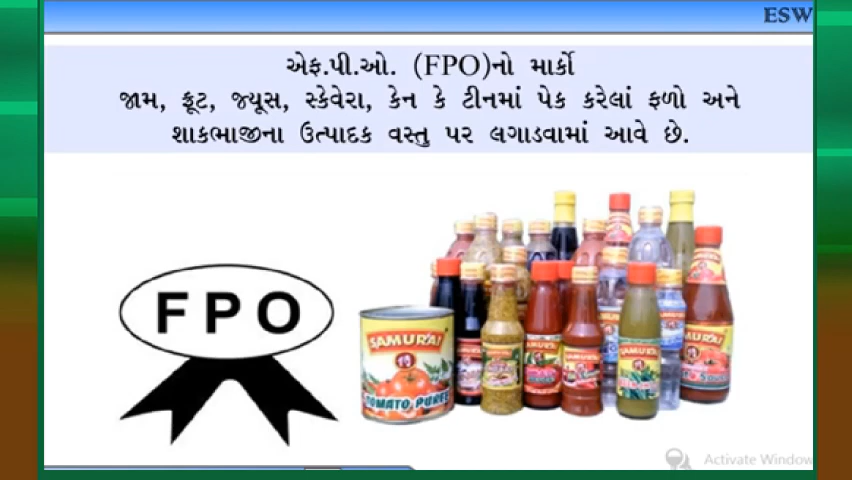 ESW
એફ.પી.ઓ. (FPO)નો માર્કો
જામ, ફ્રૂટ, જ્યૂસ, સ્કેવેરા, કેન કે ટીનમાં પેક કરેલાં ફળો અને
શાકભાજીના ઉત્પાદક વસ્તુ પર લગાડવામાં આવે છે.
FPO
SAMURAI
TOMATO PUREE
SAMURAI
Activate Window